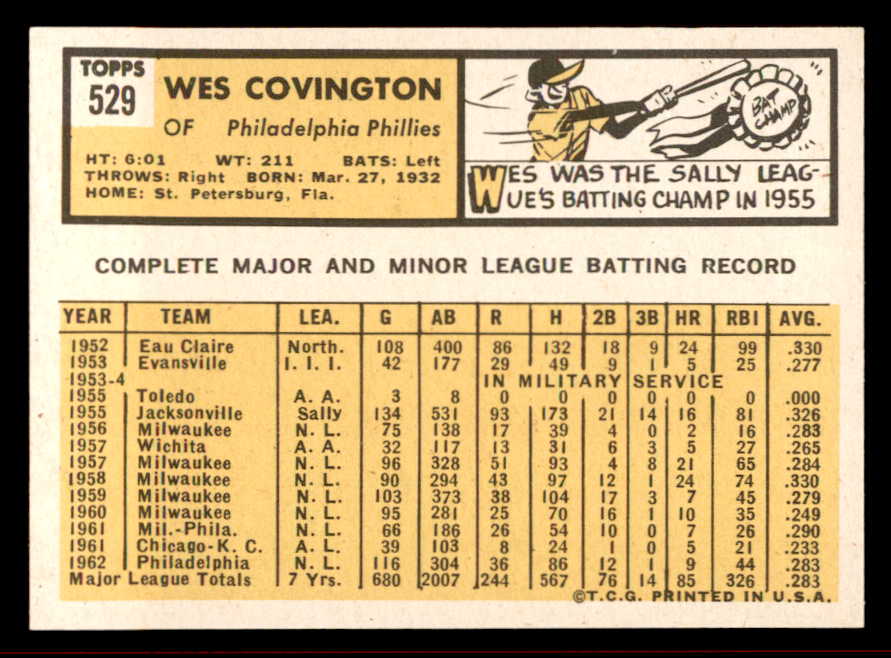 TOPPS
529
WES COVINGTON
OF Philadelphia Phillies
HT: 6:01 WT: 211 BATS: Left
THROWS: Right BORN: Mar. 27, 1932
HOME: St. Petersburg, Fla.
BAT
CHAMP
WES WAS THE SALLY LEAG-
UE'S BATTING CHAMP IN 1955
COMPLETE MAJOR AND MINOR LEAGUE BATTING RECORD
YEAR TEAM LEA. G AB R H 2B 3B HR RBI AVG.
1952 Eau Claire North. 108 400 86 132 18 9 24 99 .330
1953 Evansville I. I. I. 42 177 29 49 9 1 5 25 .277
1953-4 IN MILITARY SERVICE
1955 Toledo A. A. 3 8 0 0 0 0 0 0 .000
1955 Jacksonville Sally 134 531 93 173 21 14 16 81 .326
1956 Milwaukee N. L. 75 138 17 39 4 0 2 16 .283
1957 Wichita A. A. 32 117 13 31 6 3 5 27 .265
1957 Milwaukee N. L. 96 328 51 93 4 8 21 65 .284
1958 Milwaukee N. L. 90 294 43 97 12 1 24 74 .330
1959 Milwaukee N. L. 103 373 38 104 17 3 7 45 .279
1960 Milwaukee N. L. 95 281 25 70 16 1 10 35 .249
1961 Mil.-Phila. N. L. 66 186 26 54 10 0 7 26 .290
1961 Chicago-K. C. A. L. 39 103 8 24 1 0 5 21 .233
1962 Philadelphia N. L. 116 304 36 86 12 1 9 44 .283
Major League Totals 7 Yrs. 680 2007 244 567 76 14 85 326 .283
©T.C.G. PRINTED IN U.S.A.